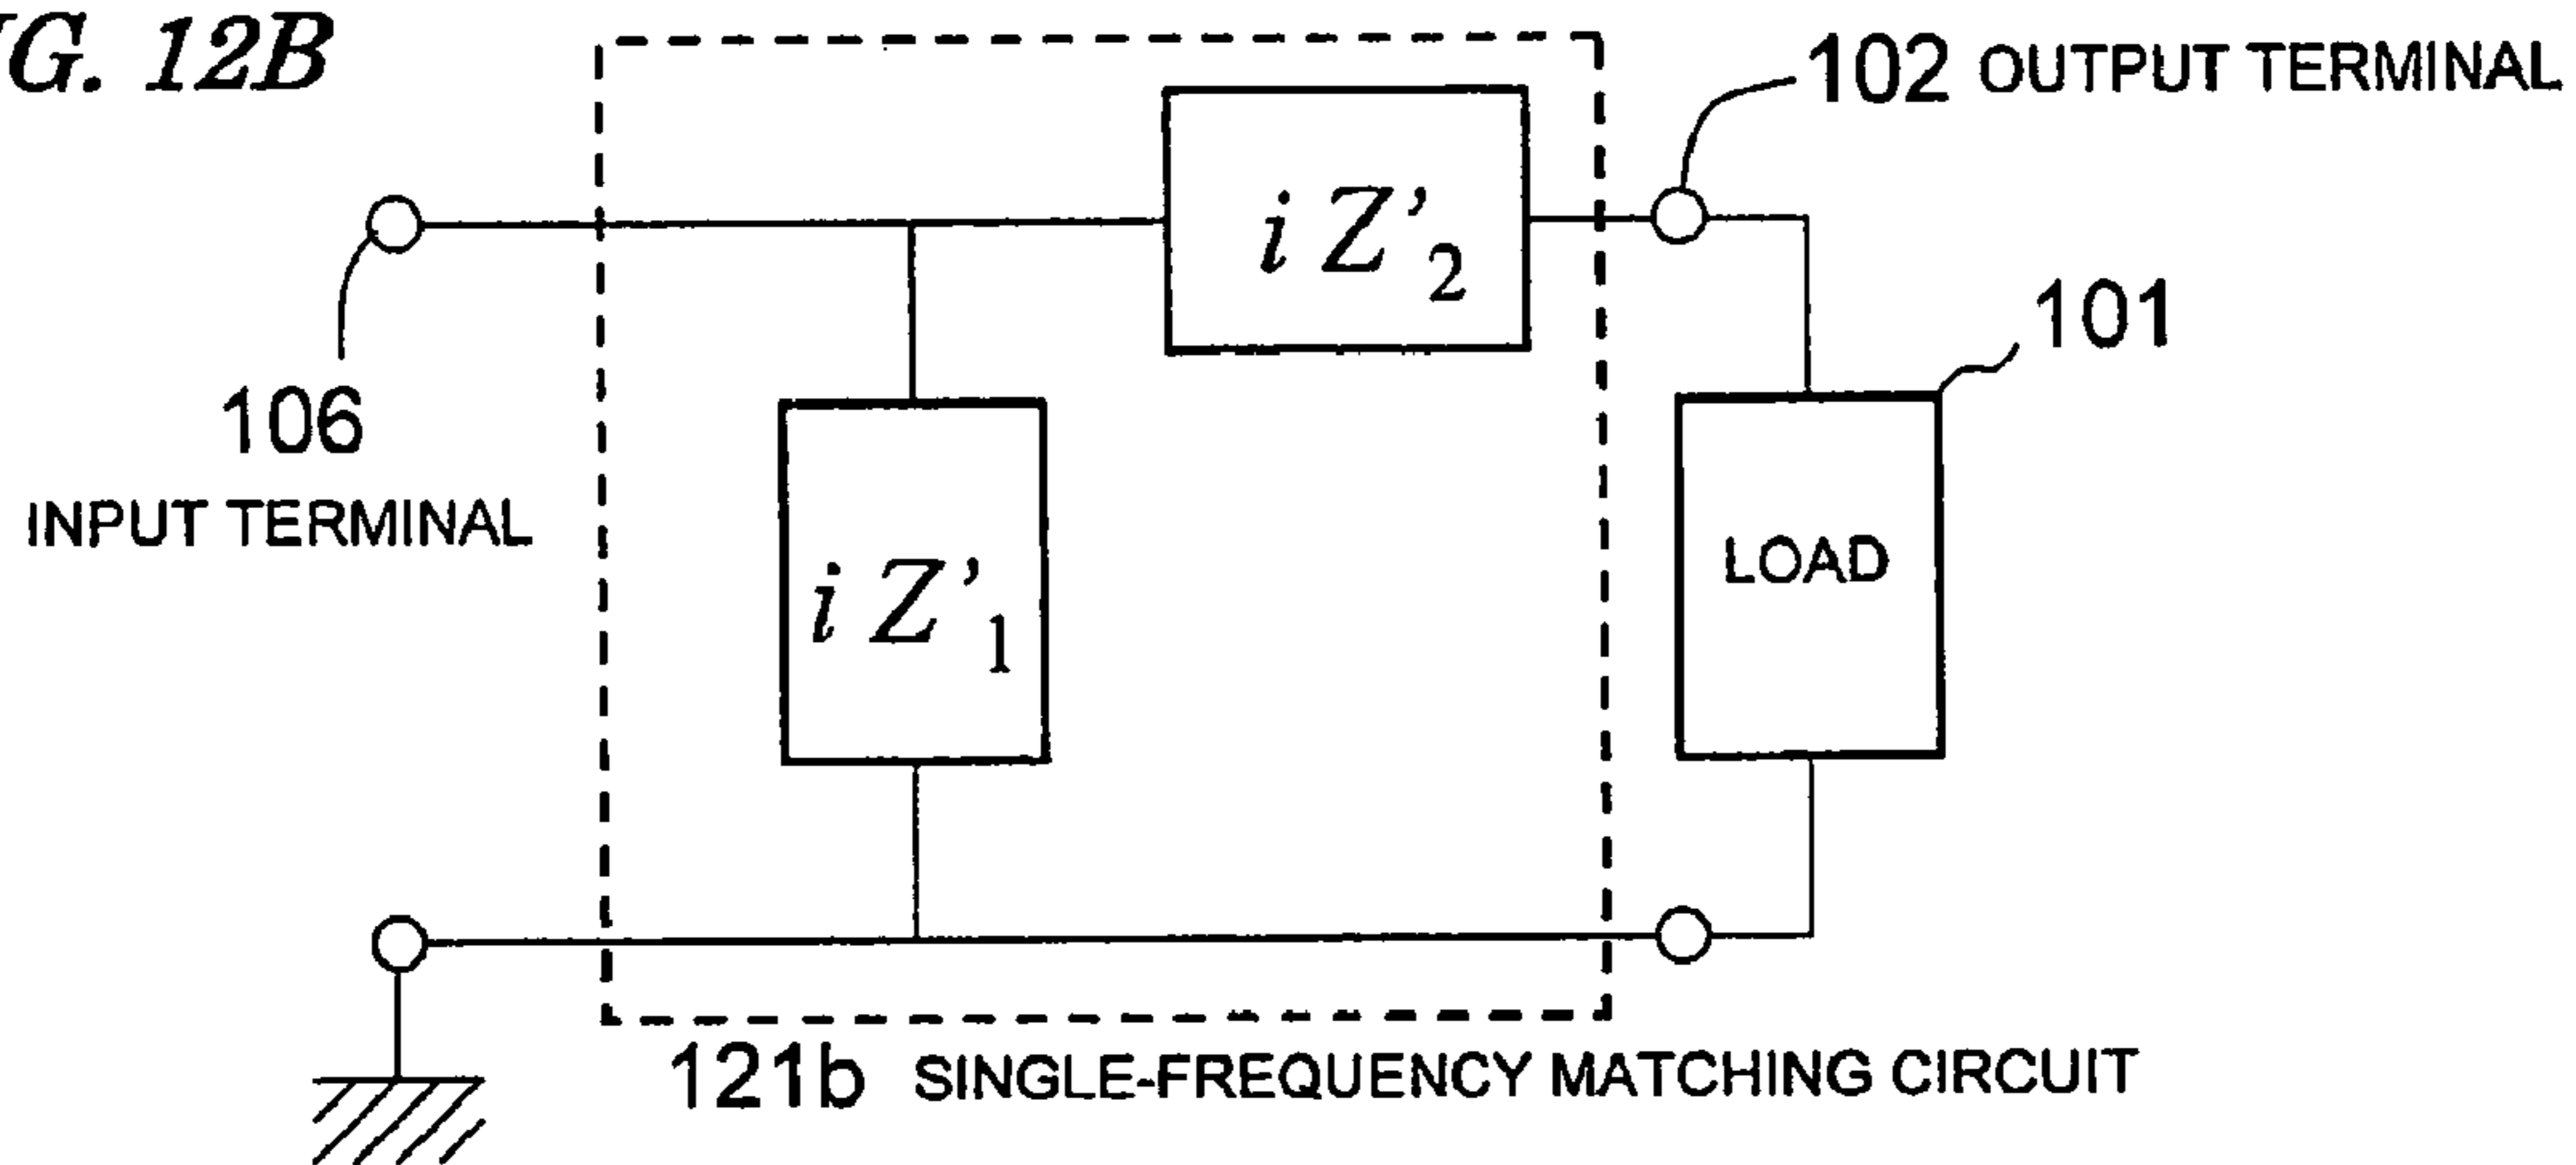 G. 12B
102 OUTPUT TERMINAL
i Z'2
101
106
INPUT TERMINAL
LOAD
i Z'1
121b SINGLE-FREQUENCY MATCHING CIRCUIT